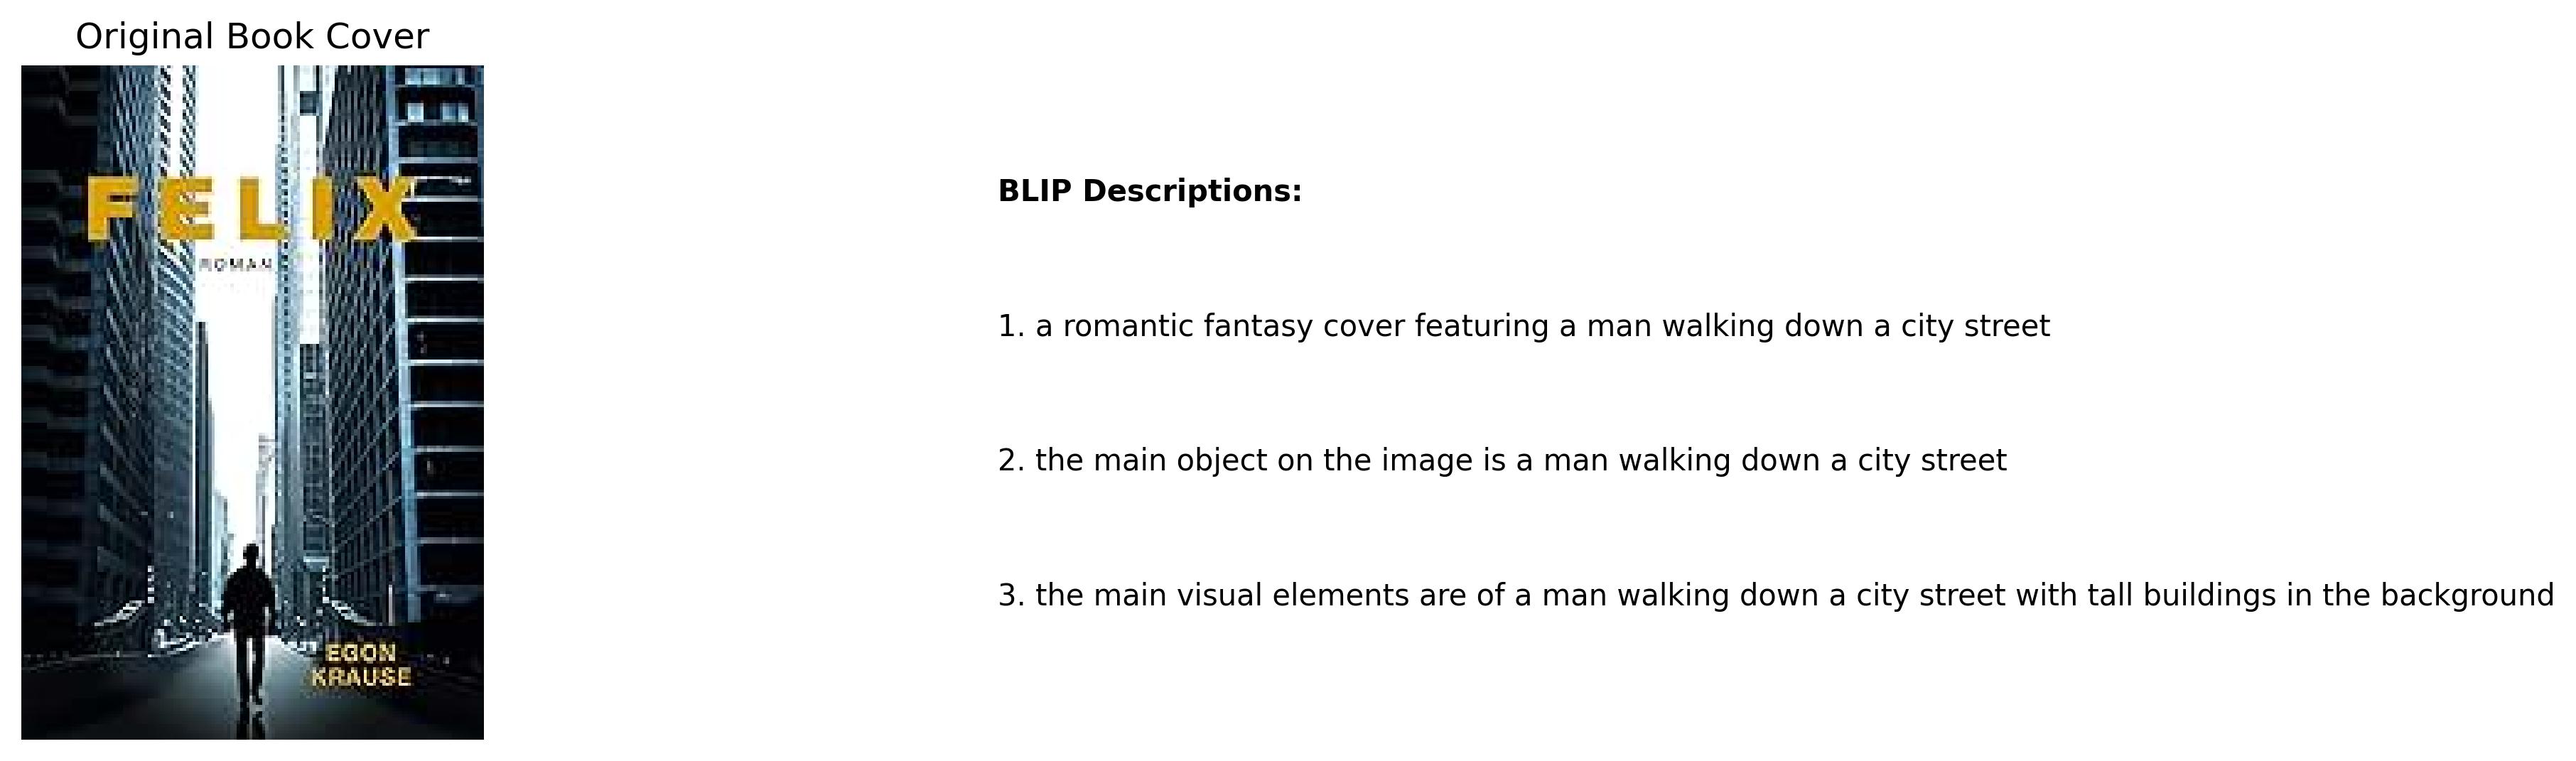 Original Book Cover
FELIX
ROMAN
EGON
KRAUSE
BLIP Descriptions:
1. a romantic fantasy cover featuring a man walking down a city street
2. the main object on the image is a man walking down a city street
3. the main visual elements are of a man walking down a city street with tall buildings in the background